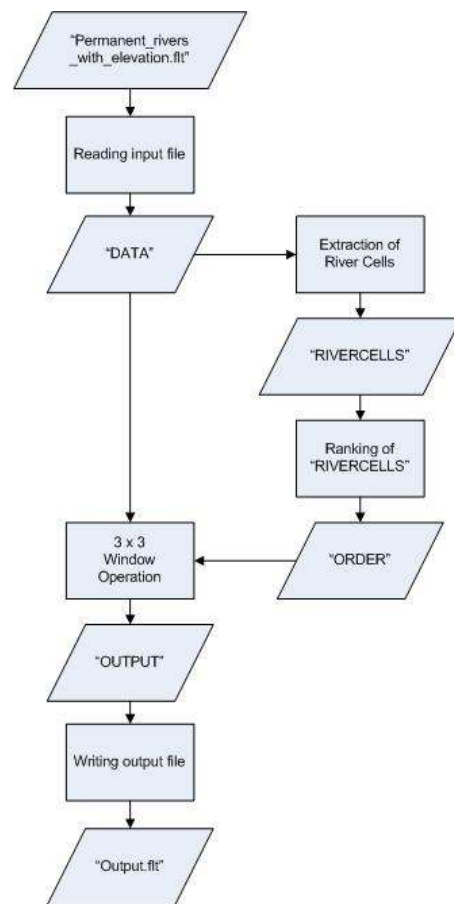 “Permanent_rivers
_with_elevation.flt”
Reading input file
“DATA”
Extraction of
River Cells
“RIVERCELLS”
Ranking of
“RIVERCELLS”
“ORDER”
3 x 3
Window
Operation
“OUTPUT”
Writing output file
“Output.flt”